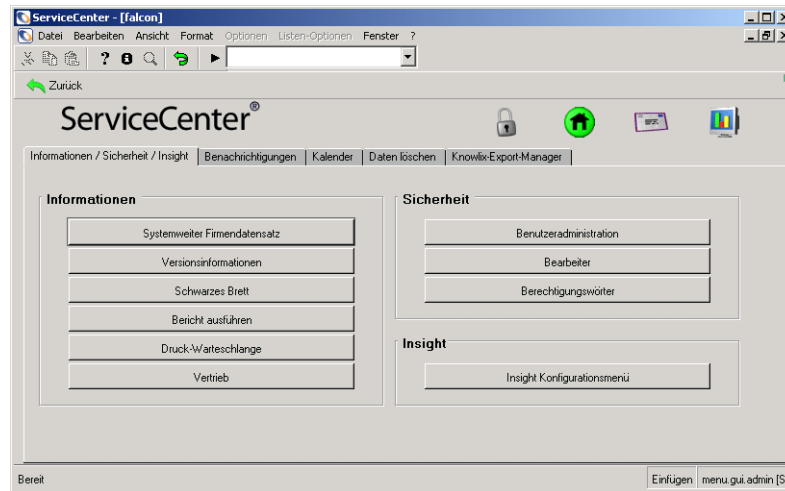 ServiceCenter - [falcon]
Datei Bearbeiten Ansicht Format Optionen Listen-Optionen Fenster ?
Zurück
ServiceCenter®
Informationen / Sicherheit / Insight Benachrichtigungen Kalender Daten löschen Knowlix-Export-Manager
Informationen
Systemweiter Firmendatensatz
Versionsinformationen
Schwarzes Brett
Bericht ausführen
Druck-Warteschlange
Vertrieb
Sicherheit
Benutzeradministration
Bearbeiter
Berechtigungswörter
Insight
Insight Konfigurationsmenü
Bereit
Einfügen menu.gui.admin [S